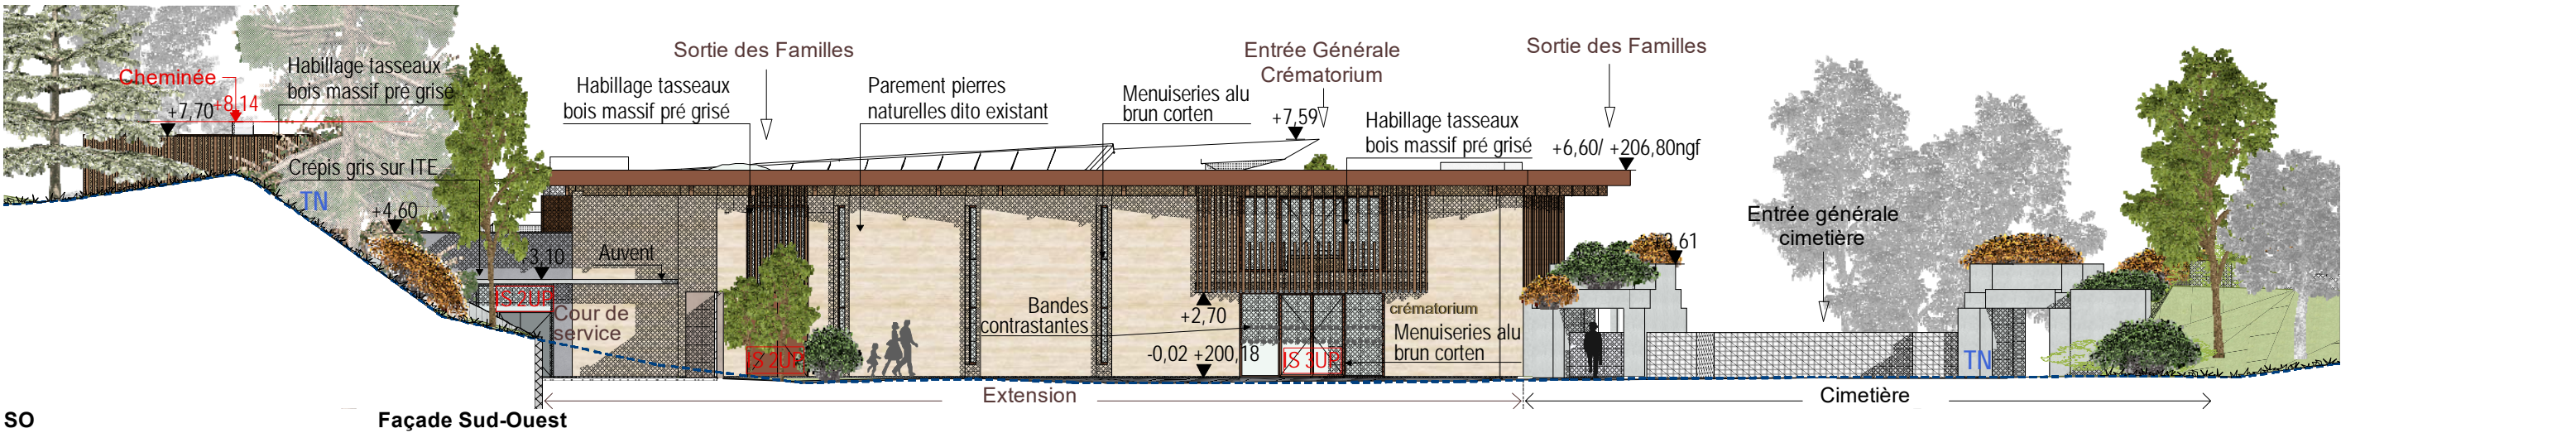 Sortie des Familles
Entrée Générale
Crématorium
Sortie des Familles
Habillage tasseaux
bois massif pré grisé
Cheminée
+8,14
+7,70
Habillage tasseaux
bois massif pré grisé
Parement pierres
naturelles dito existant
Menuiseries alu
brun corten
+7,59
Habillage tasseaux
bois massif pré grisé
+6,60/ +206,80ngf
Crépis gris sur ITE
TN
+4,60
Auvent
3,10
IS 2UP
Cour de
service
IS 2UP
Bandes
contrastantes
+2,70
-0,02 +200,18
IS 3UP
crématorium
Menuiseries alu
brun corten
3,61
Entrée générale
cimetière
TN
Extension
Cimetière
SO
Façade Sud-Ouest